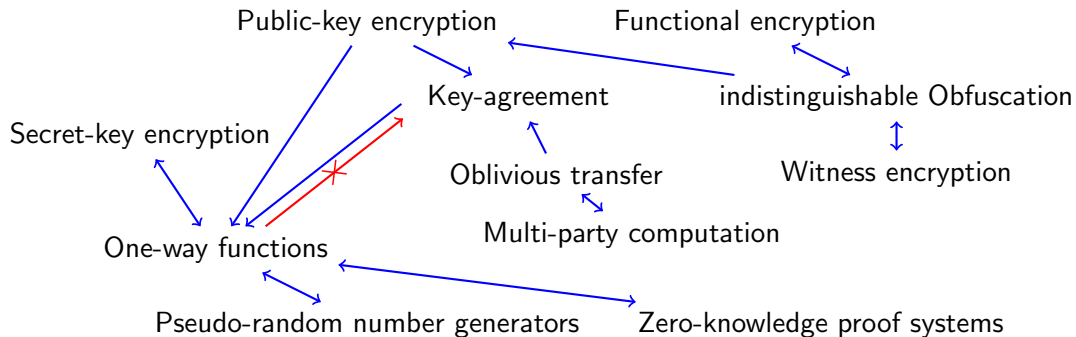 Public-key encryption
Functional encryption
Key-agreement
indistinguishable Obfuscation
Secret-key encryption
Oblivious transfer
Witness encryption
Multi-party computation
One-way functions
Pseudo-random number generators
Zero-knowledge proof systems